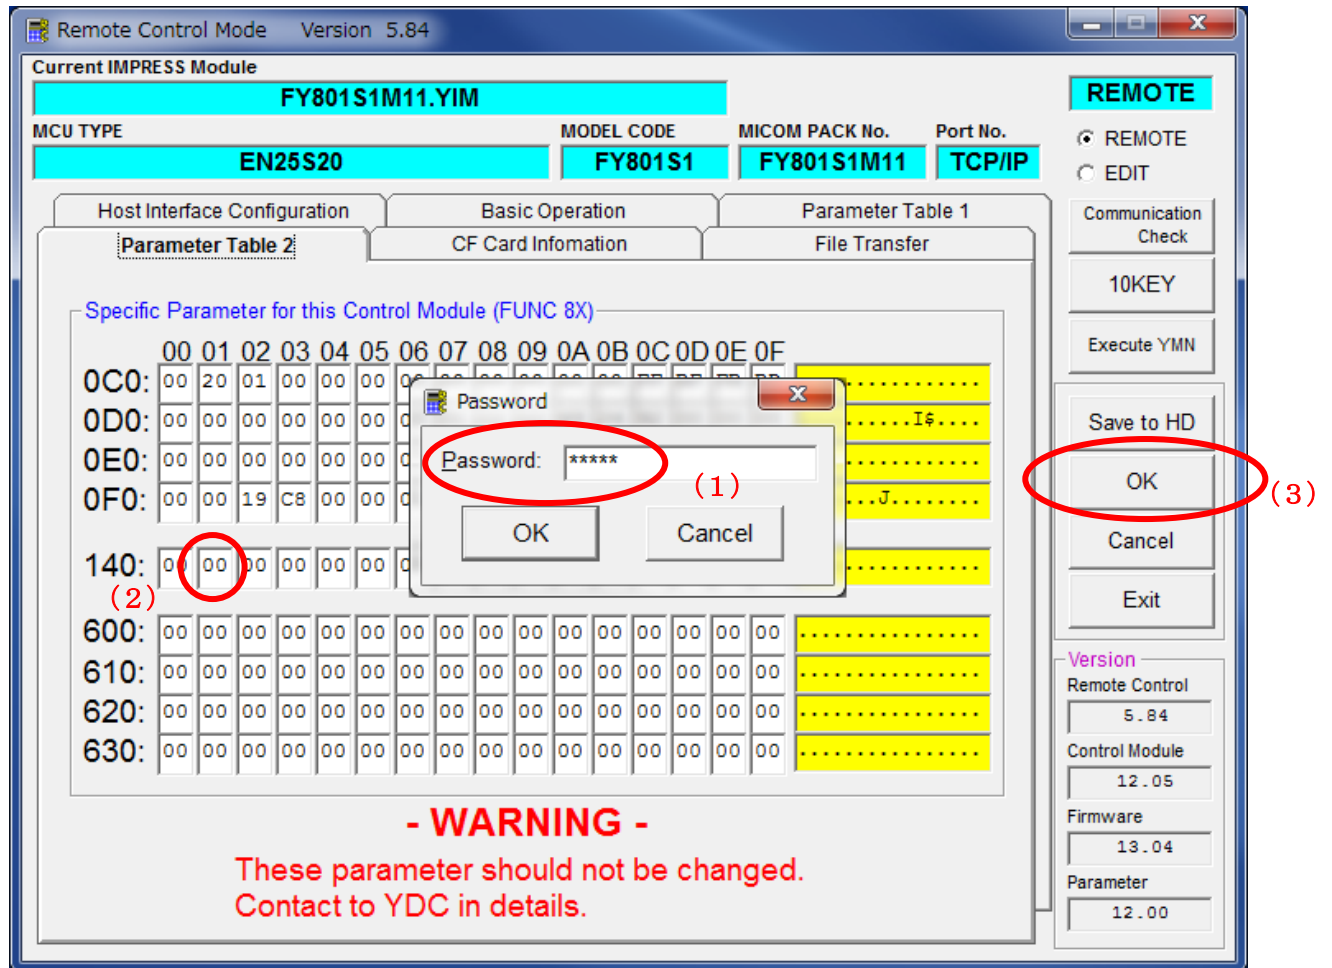 Remote Control Mode    Version 5.84
Current IMPRESS Module
FY801S1M11.YIM
REMOTE
MCU TYPE    MODEL CODE    MICOM PACK No.    Port No.
EN25S20    FY801S1    FY801S1M11    TCP/IP
REMOTE
EDIT
Host Interface Configuration    Basic Operation    Parameter Table 1
Parameter Table 2    CF Card Infomation    File Transfer
Communication
Check
10KEY
Execute YMN
Save to HD
OK
(3)
Cancel
Exit
Specific Parameter for this Control Module (FUNC 8X)
00 01 02 03 04 05 06 07 08 09 0A 0B 0C 0D 0E 0F
0C0: 00 20 01 00 00 00
0D0: 00 00 00 00 00 00 .......I$....
0E0: 00 00 00 00 00 00
0F0: 00 00 19 C8 00 00 ...J........
140: 00 00 00 00 00 00
(2)
Password
Password: *****
(1)
OK    Cancel
600: 00 00 00 00 00 00 00 00 00 00 00 00 00 00 00 00 ................
610: 00 00 00 00 00 00 00 00 00 00 00 00 00 00 00 00 ................
620: 00 00 00 00 00 00 00 00 00 00 00 00 00 00 00 00 ................
630: 00 00 00 00 00 00 00 00 00 00 00 00 00 00 00 00 ................
- WARNING -
These parameter should not be changed.
Contact to YDC in details.
Version
Remote Control
5.84
Control Module
12.05
Firmware
13.04
Parameter
12.00